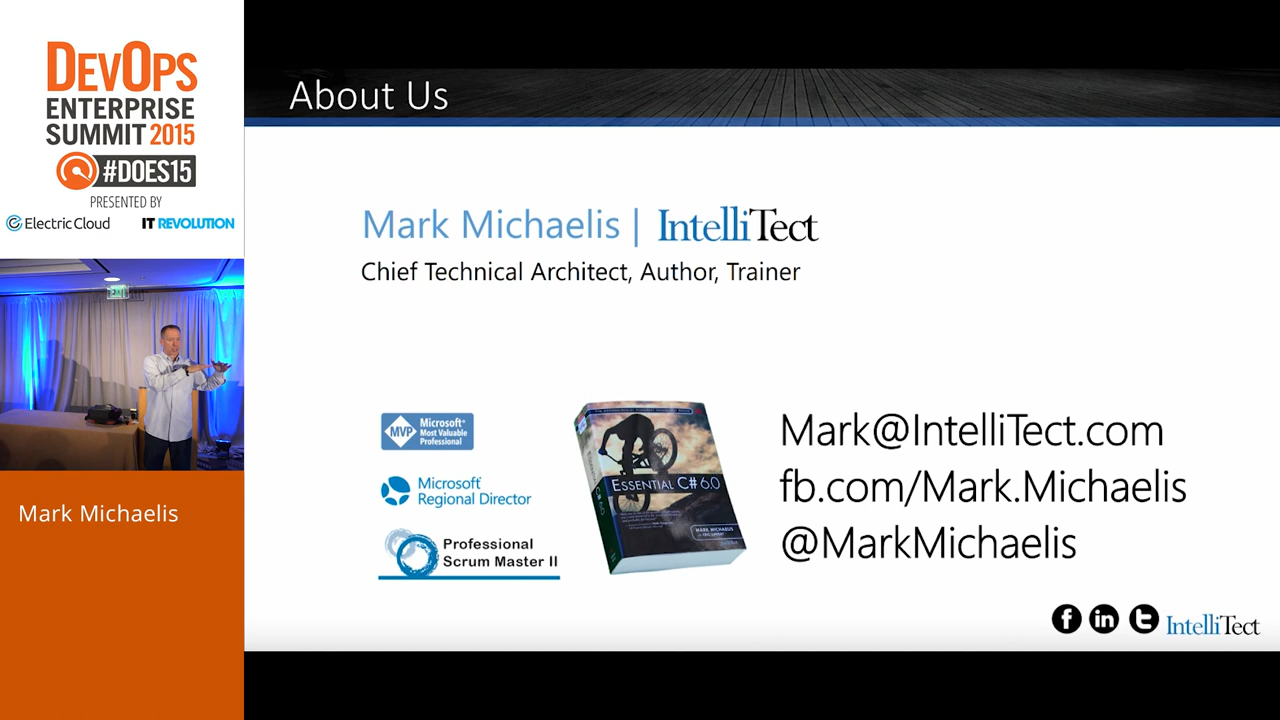 DEVOPS
ENTERPRISE
SUMMIT 2015
#DOES15
PRESENTED BY
Electric Cloud
IT REVOLUTION
EXIT
Mark Michaelis
About Us
Mark Michaelis | IntelliTect
Chief Technical Architect, Author, Trainer
MVP
Microsoft®
Most Valuable
Professional
Microsoft®
Regional Director
Professional
Scrum Master II
ESSENTIAL C# 6.0
MARK MICHAELIS
Mark@IntelliTect.com
fb.com/Mark.Michaelis
@MarkMichaelis
IntelliTect